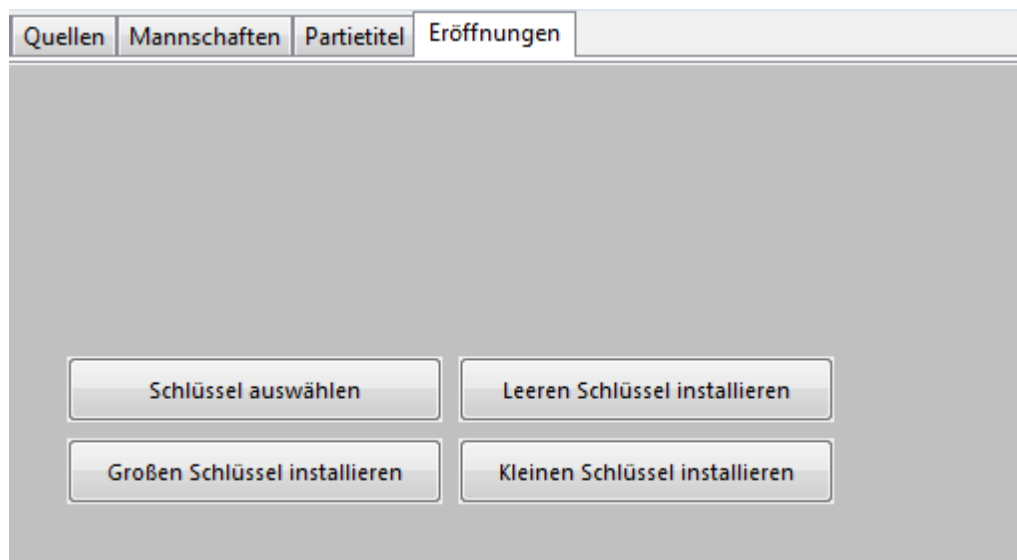 Quellen Mannschaften Partietitel Eröffnungen
Schlüssel auswählen Leeren Schlüssel installieren
Großen Schlüssel installieren Kleinen Schlüssel installieren